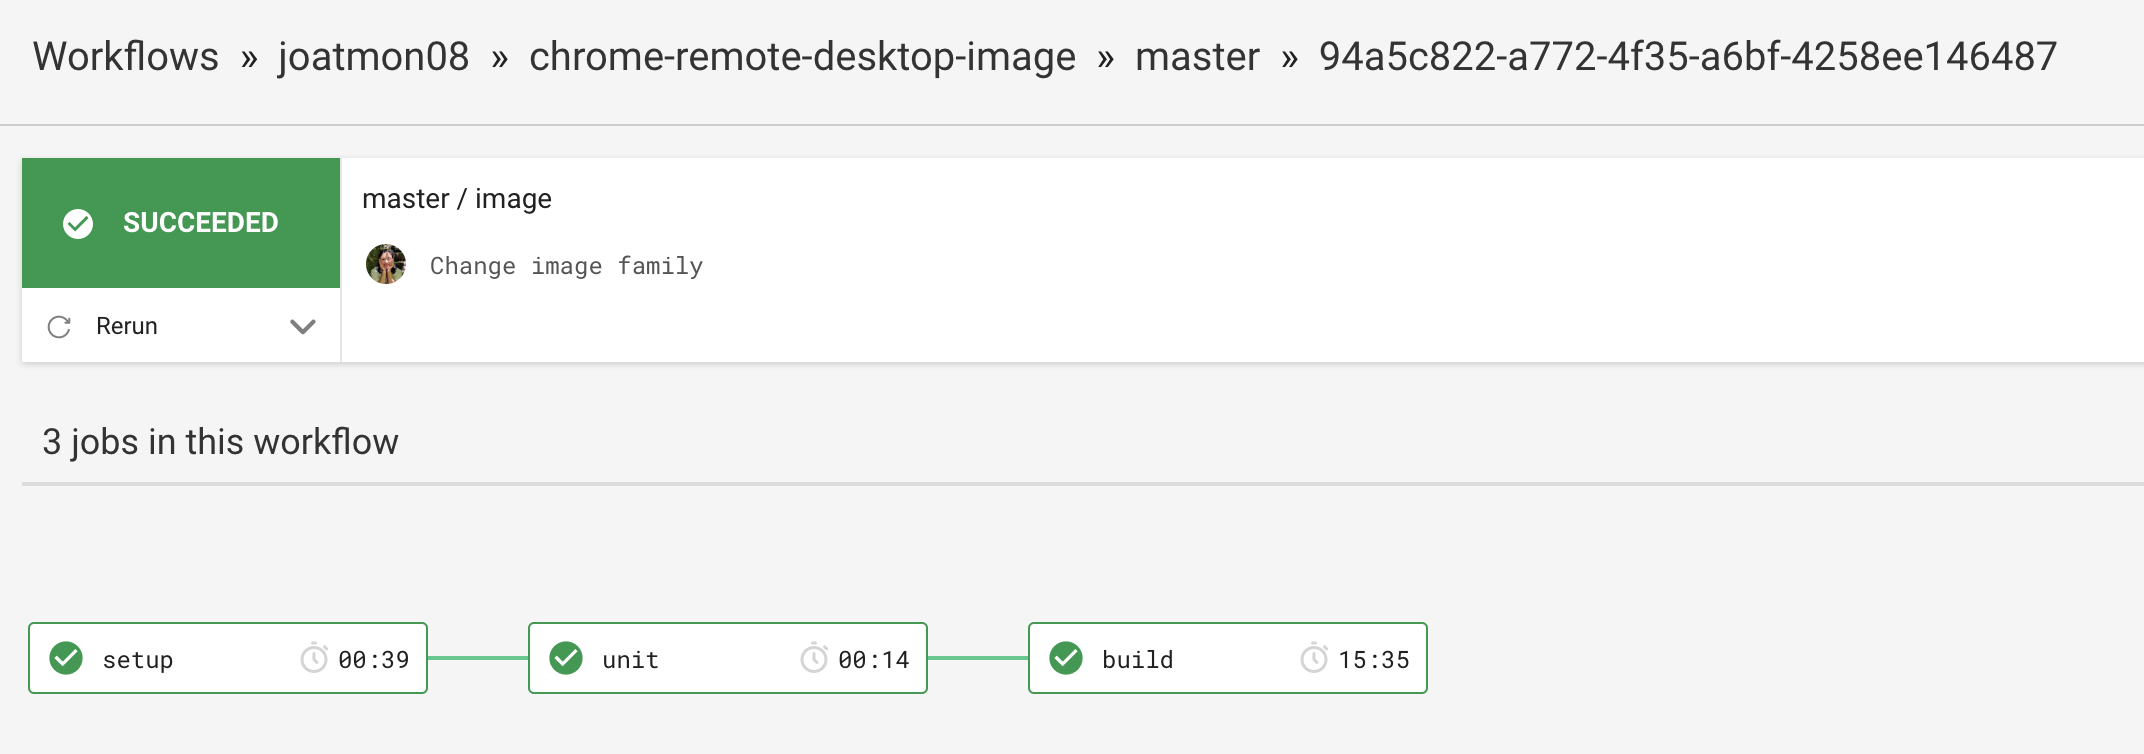 Workflows » joatmon08 » chrome-remote-desktop-image » master » 94a5c822-a772-4f35-a6bf-4258ee146487
SUCCEEDED
master / image
Change image family
Rerun
3 jobs in this workflow
setup 00:39 unit 00:14 build 15:35